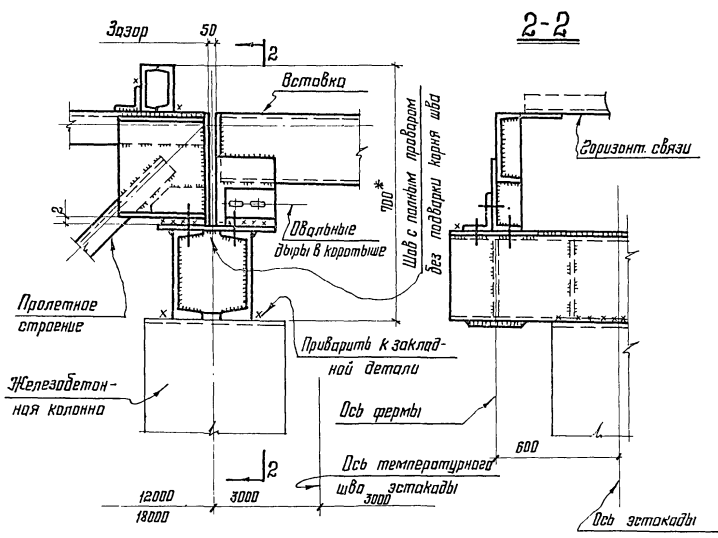 Зазор
50
2
2-2
Вставка
Горизонт. связи
700*
Шов с полным проваром
без подварки корня шва
2
Овальные
дыры в коротыше
Пролетное
строение
Приварить к заклад-
ной детали
Железобетон-
ная колонна
Ось фермы
600
2
Ось температурного
шва эстакады
12000
18000
3000
3000
Ось эстакады